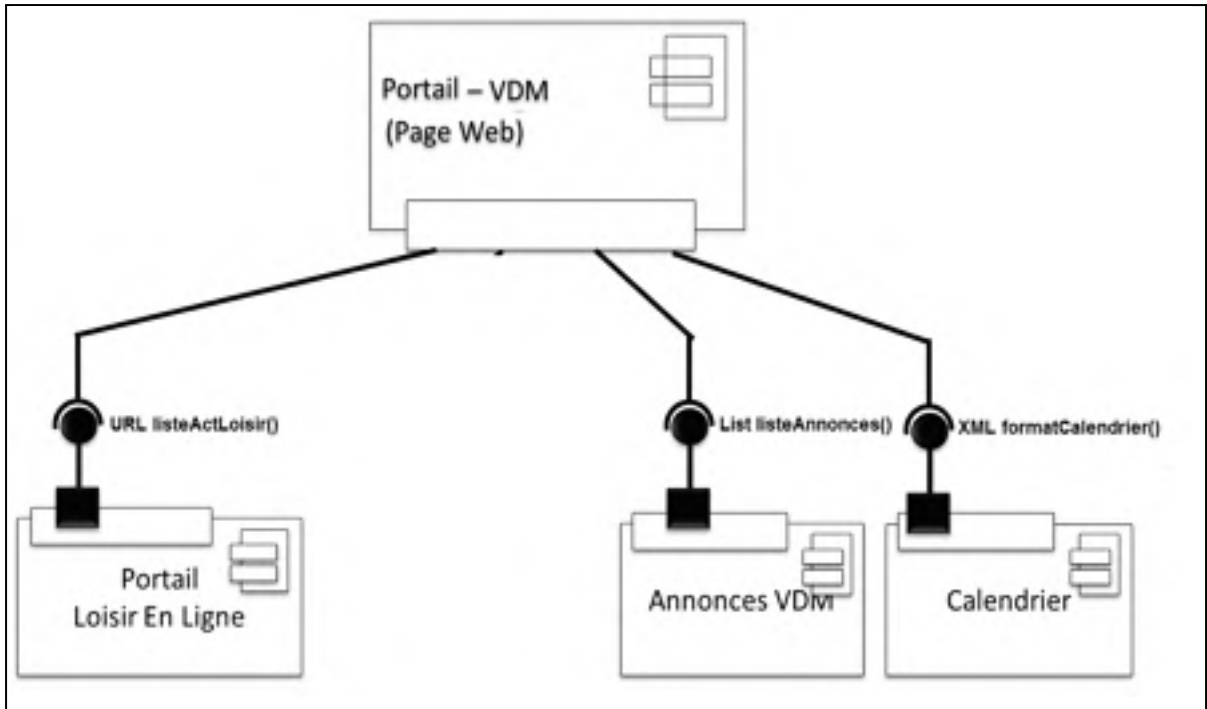 Portail – VDM
(Page Web)
URL listeActLoisir()
List listeAnnonces()
XML formatCalendrier()
Portail
Loisir En Ligne
Annonces VDM
Calendrier